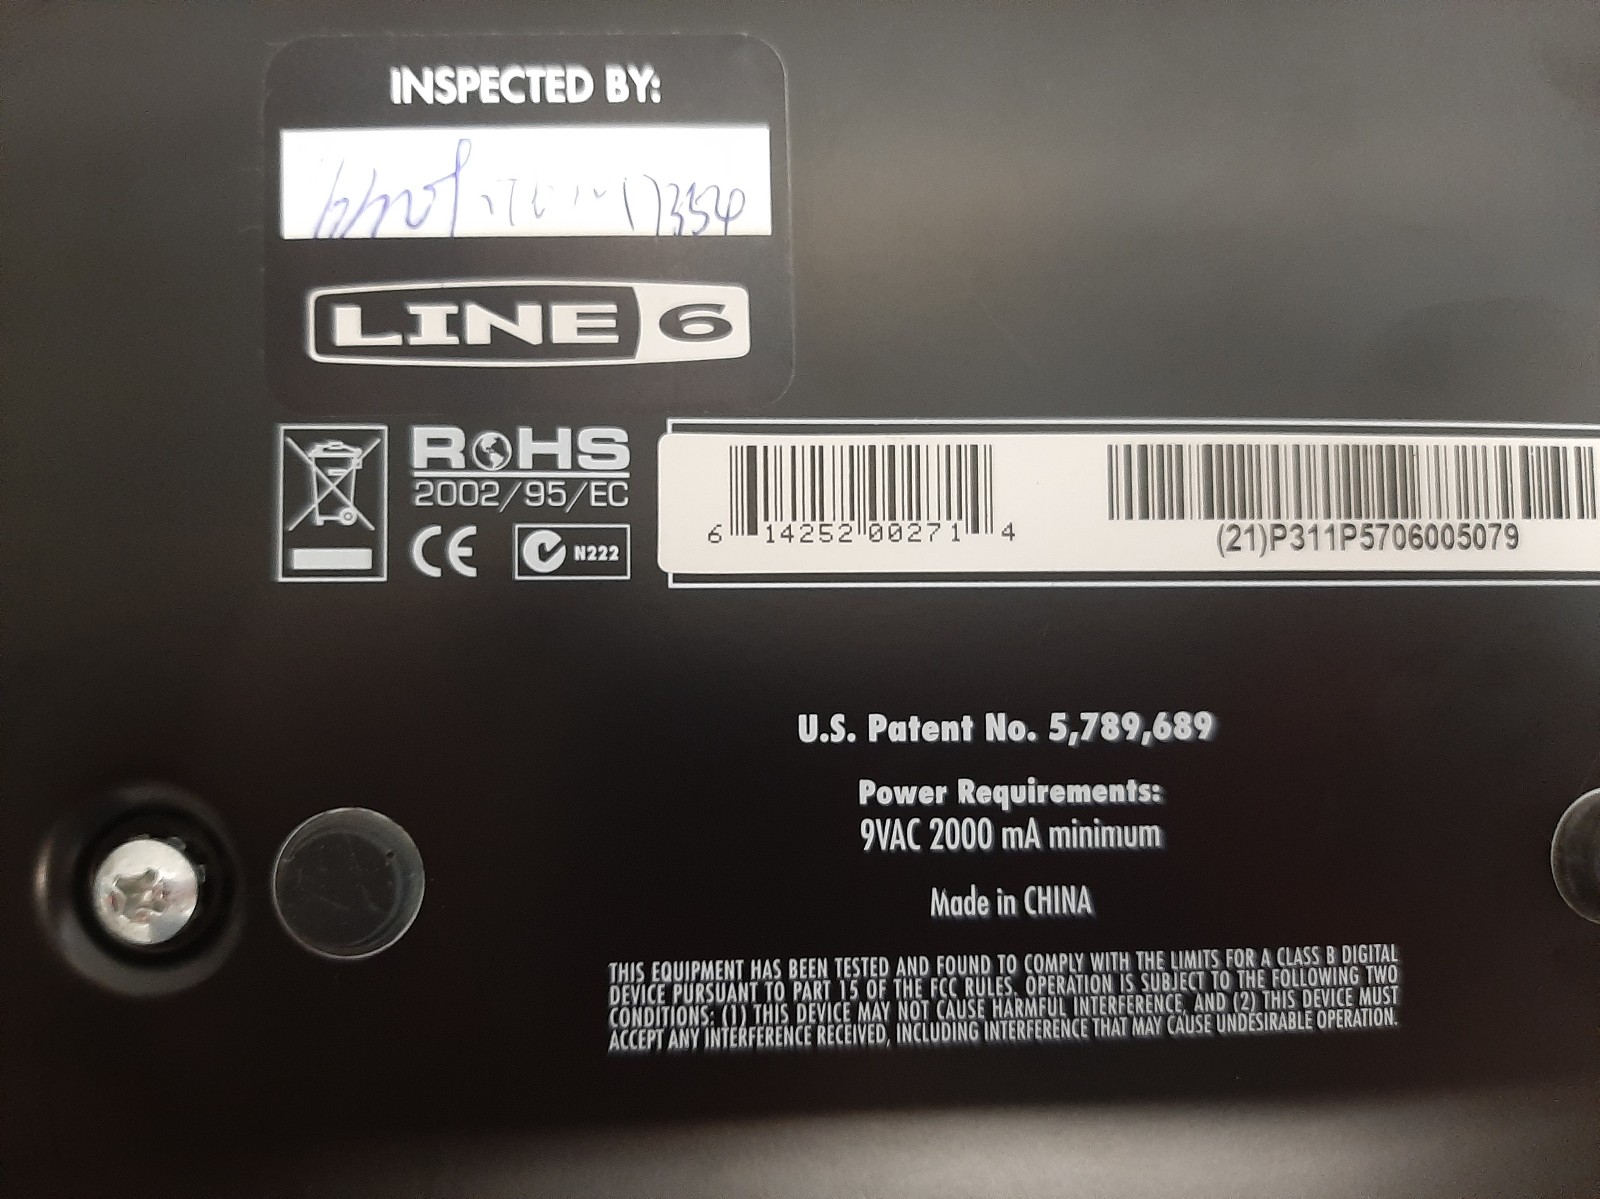 INSPECTED BY:
17354
LINE 6
RoHS
2002/95/EC
CE
N222
6 14252 00271 4
(21)P311P5706005079
U.S. Patent No. 5,789,689
Power Requirements:
9VAC 2000 mA minimum
Made in CHINA
THIS EQUIPMENT HAS BEEN TESTED AND FOUND TO COMPLY WITH THE LIMITS FOR A CLASS B DIGITAL
DEVICE PURSUANT TO PART 15 OF THE FCC RULES. OPERATION IS SUBJECT TO THE FOLLOWING TWO
CONDITIONS: (1) THIS DEVICE MAY NOT CAUSE HARMFUL INTERFERENCE, AND (2) THIS DEVICE MUST
ACCEPT ANY INTERFERENCE RECEIVED, INCLUDING INTERFERENCE THAT MAY CAUSE UNDESIRABLE OPERATION.